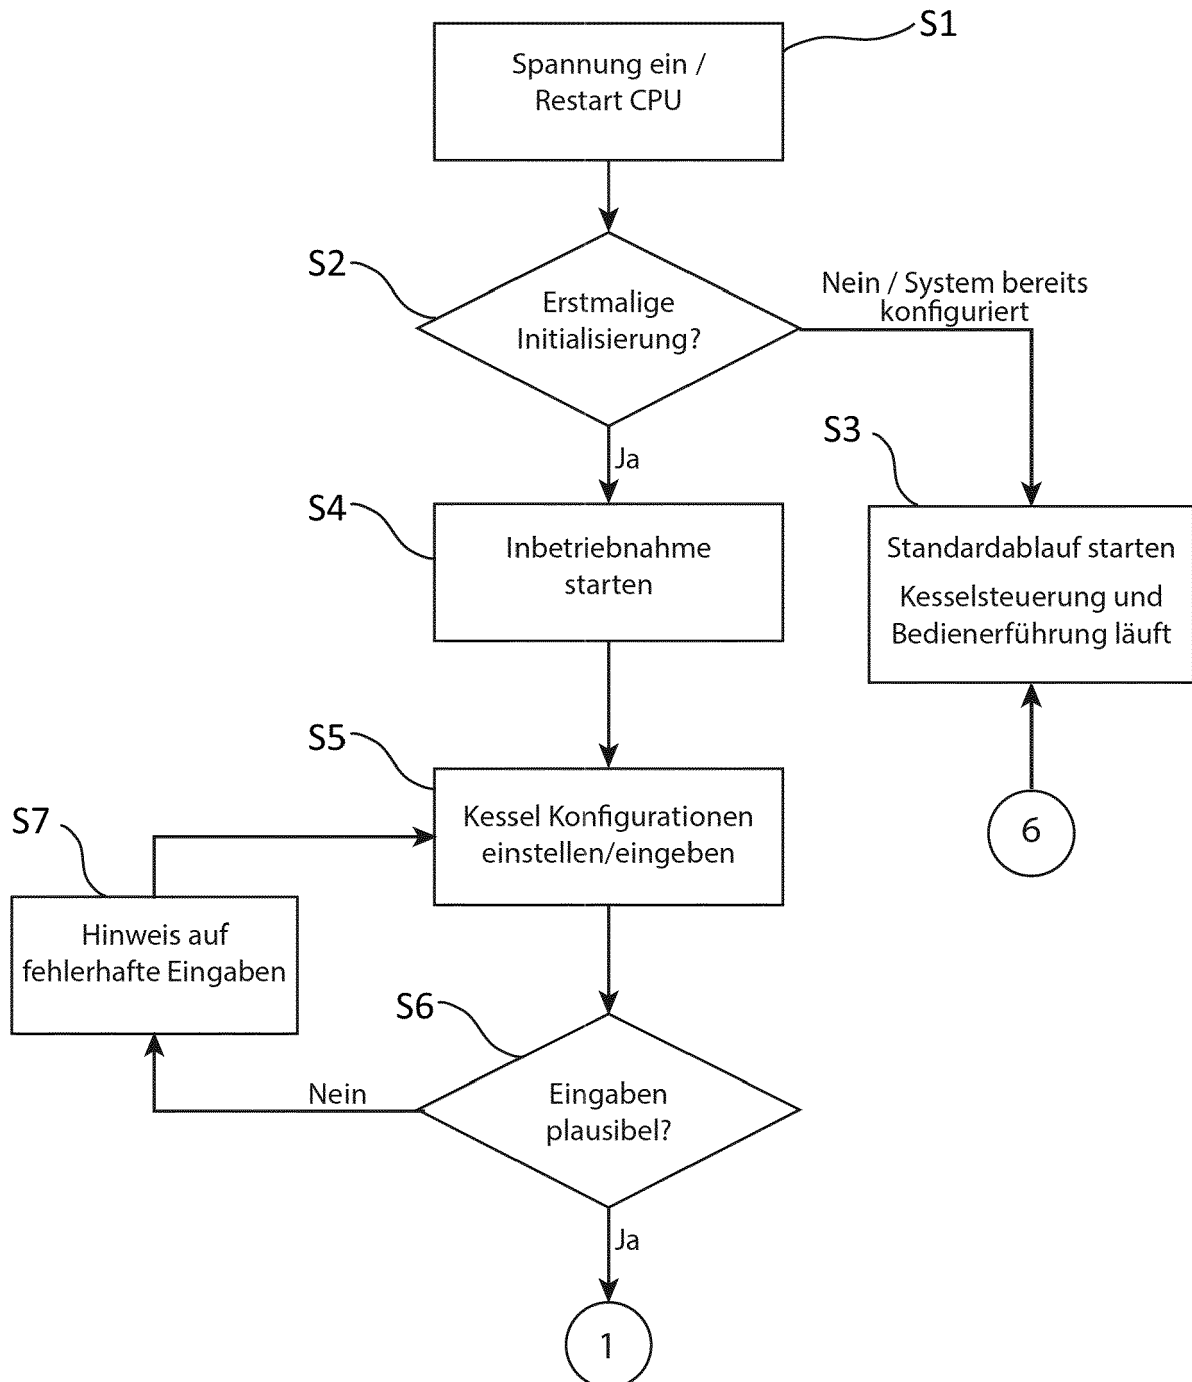 S1
Spannung ein /
Restart CPU
S2
Erstmalige
Initialisierung?
Nein / System bereits
konfiguriert
Ja
S3
Standardablauf starten
Kesselsteuerung und
Bedienerführung läuft
S4
Inbetriebnahme
starten
S5
Kessel Konfigurationen
einstellen/eingeben
6
S7
Hinweis auf
fehlerhafte Eingaben
S6
Eingaben
plausibel?
Nein
Ja
1